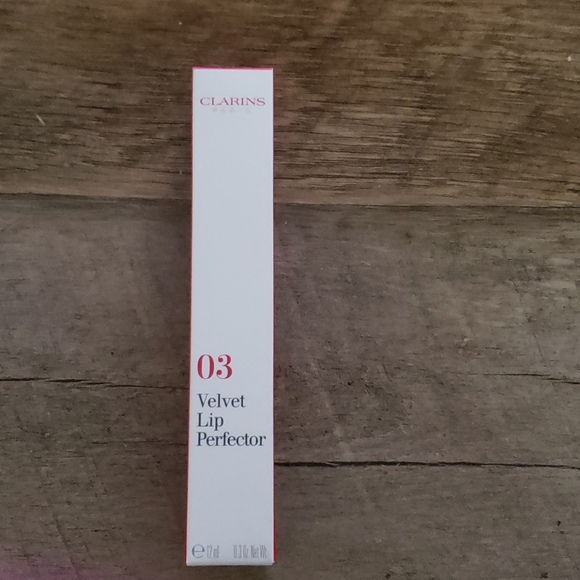 CLARINS
PARIS
03
Velvet
Lip
Perfector
℮ 12 ml 0.3 Oz. Net Wt.